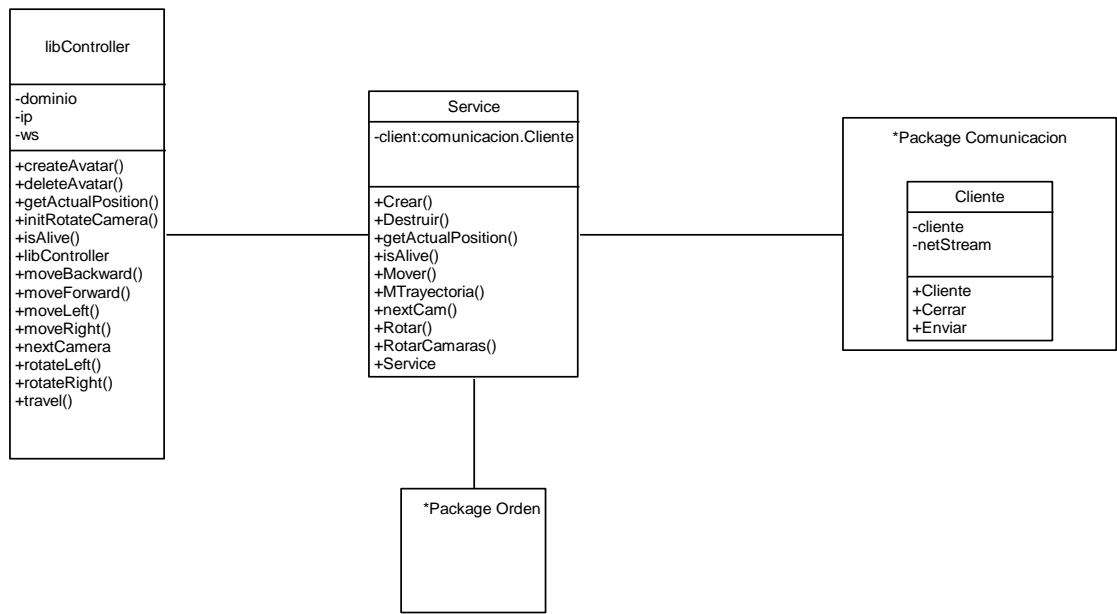 libController
-dominio
-ip
-ws
+createAvatar()
+deleteAvatar()
+getActualPosition()
+initRotateCamera()
+isAlive()
+libController
+moveBackward()
+moveForward()
+moveLeft()
+moveRight()
+nextCamera
+rotateLeft()
+rotateRight()
+travel()
Service
-client:comunicacion.Cliente
+Crear()
+Destruir()
+getActualPosition()
+isAlive()
+Mover()
+MTrayectoria()
+nextCam()
+Rotar()
+RotarCamaras()
+Service
*Package Comunicacion
Cliente
-cliente
-netStream
+Cliente
+Cerrar
+Enviar
*Package Orden